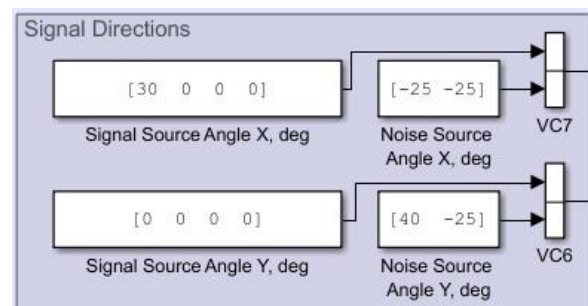 Signal Directions
[30 0 0 0]
[-25 -25]
Signal Source Angle X, deg
Noise Source
Angle X, deg
VC7
[0 0 0 0]
[40 -25]
Signal Source Angle Y, deg
Noise Source
Angle Y, deg
VC6